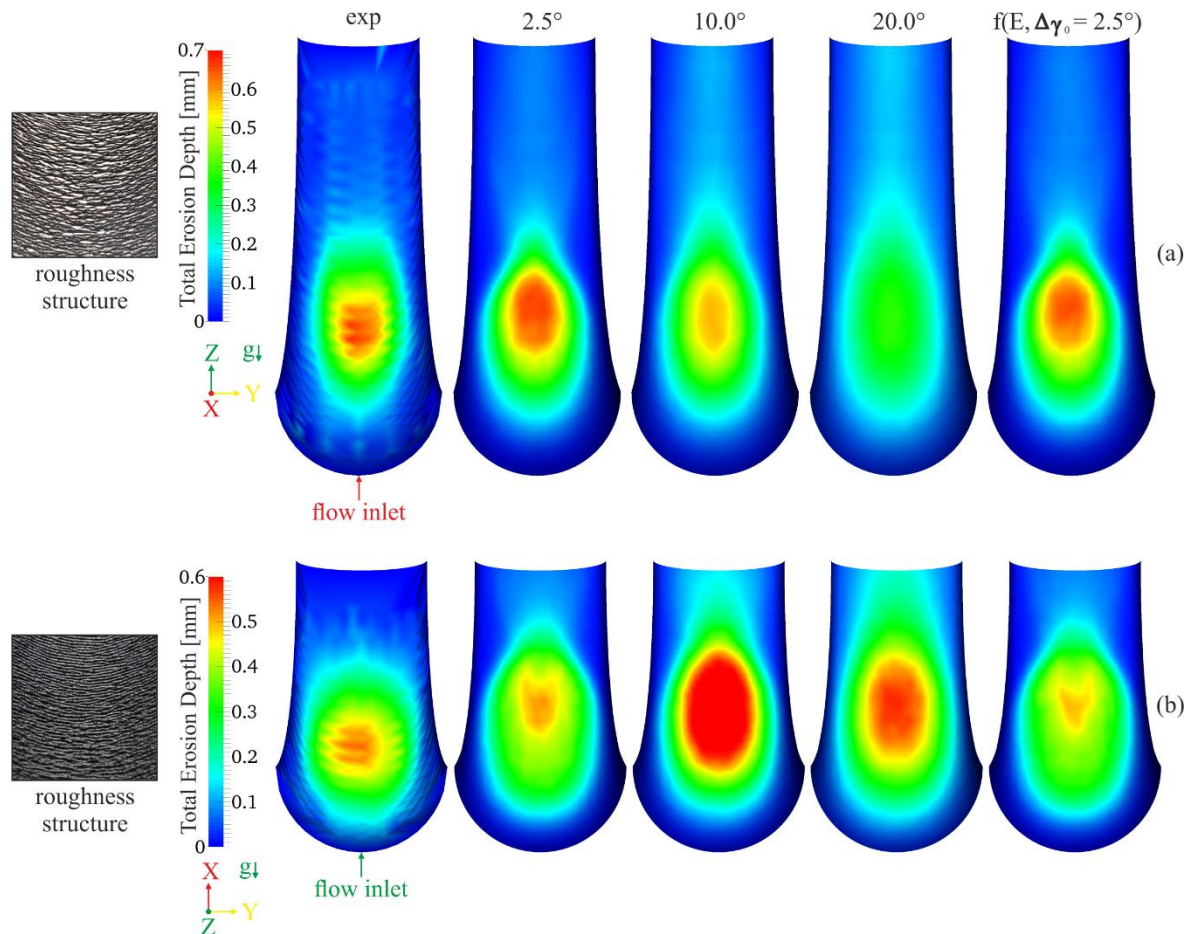 exp
2.5°
10.0°
20.0°
f(E, Δγ₀ = 2.5°)
roughness
structure
Total Erosion Depth [mm]
0.7
0.6
0.5
0.4
0.3
0.2
0.1
0
Z
g↓
X
Y
flow inlet
(a)
roughness
structure
Total Erosion Depth [mm]
0.6
0.5
0.4
0.3
0.2
0.1
0
X
g↓
Z
Y
flow inlet
(b)